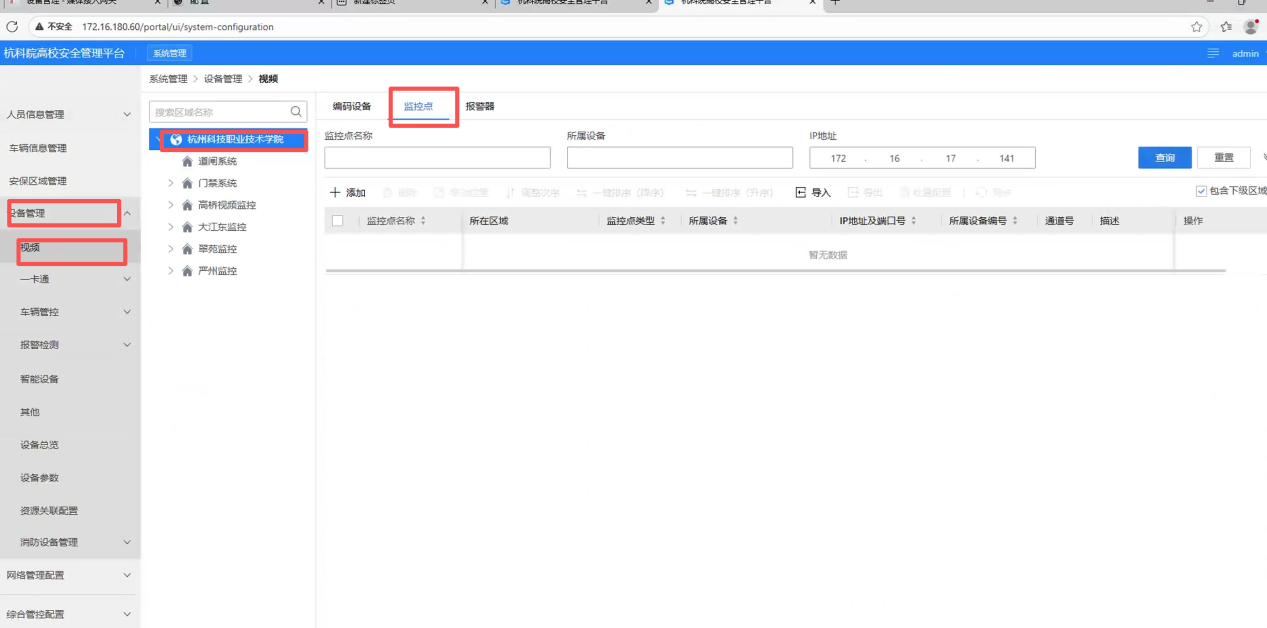 设备管理 - 媒体接入网关
配置
新建标签页
杭科院高校安全管理平台
杭科院高校安全管理平台
不安全 172.16.180.60/portal/ui/system-configuration
杭科院高校安全管理平台 系统管理 admin
系统管理 > 设备管理 > 视频
人员信息管理
车辆信息管理
安保区域管理
设备管理
视频
一卡通
车辆管控
报警检测
智能设备
其他
设备总览
设备参数
资源关联配置
消防设备管理
网络管理配置
综合管控配置
搜索区域名称
杭州科技职业技术学院
道闸系统
门禁系统
高桥视频监控
大江东监控
翠苑监控
严州监控
编码设备 监控点 报警器
监控点名称 所属设备 IP地址
172 . 16 . 17 . 141 查询 重置
添加 删除 调整次序 一键排序（降序） 一键排序（升序） 导入 导出 批量配置 包含下级区域
监控点名称 所在区域 监控点类型 所属设备 IP地址及端口号 所属设备编号 通道号 描述 操作
暂无数据